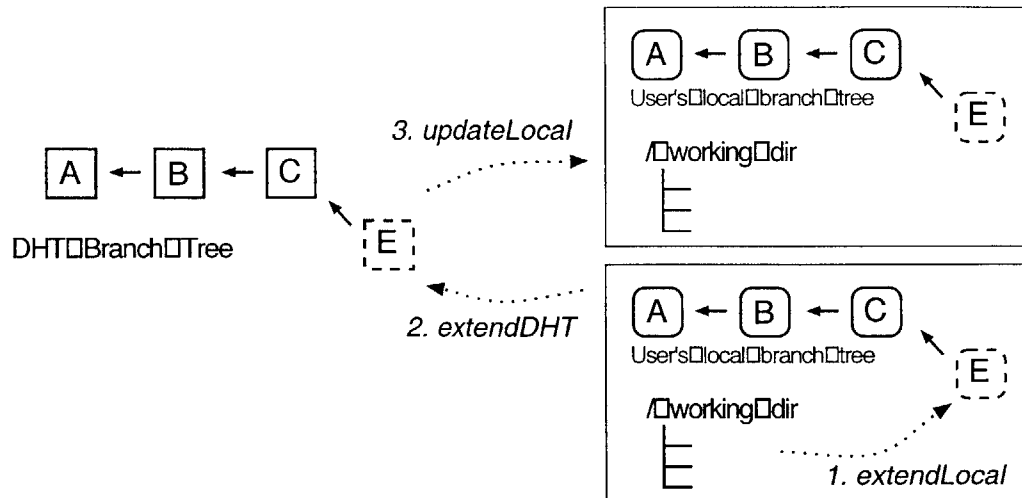 A B C
User's□local□branch□tree
E
3. updateLocal
/□working□dir
A B C
E
DHT□Branch□Tree
2. extendDHT
A B C
User's□local□branch□tree
E
/□working□dir
1. extendLocal